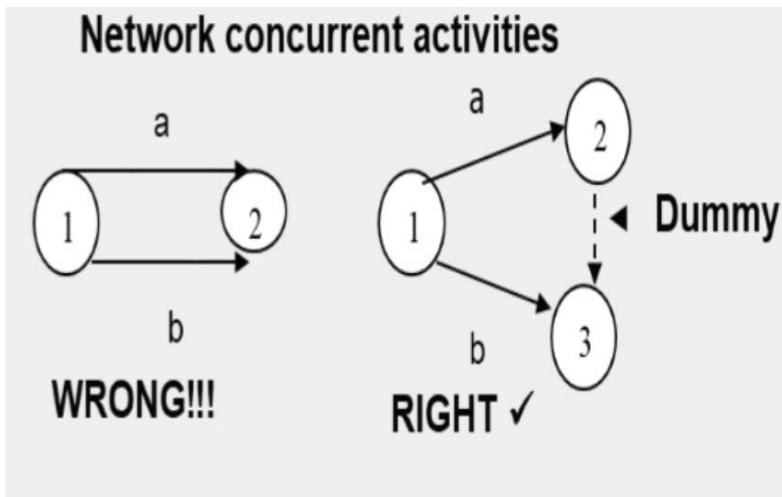 Network concurrent activities
a
1
2
b
WRONG!!!
a
1
2
Dummy
b
3
RIGHT ✓